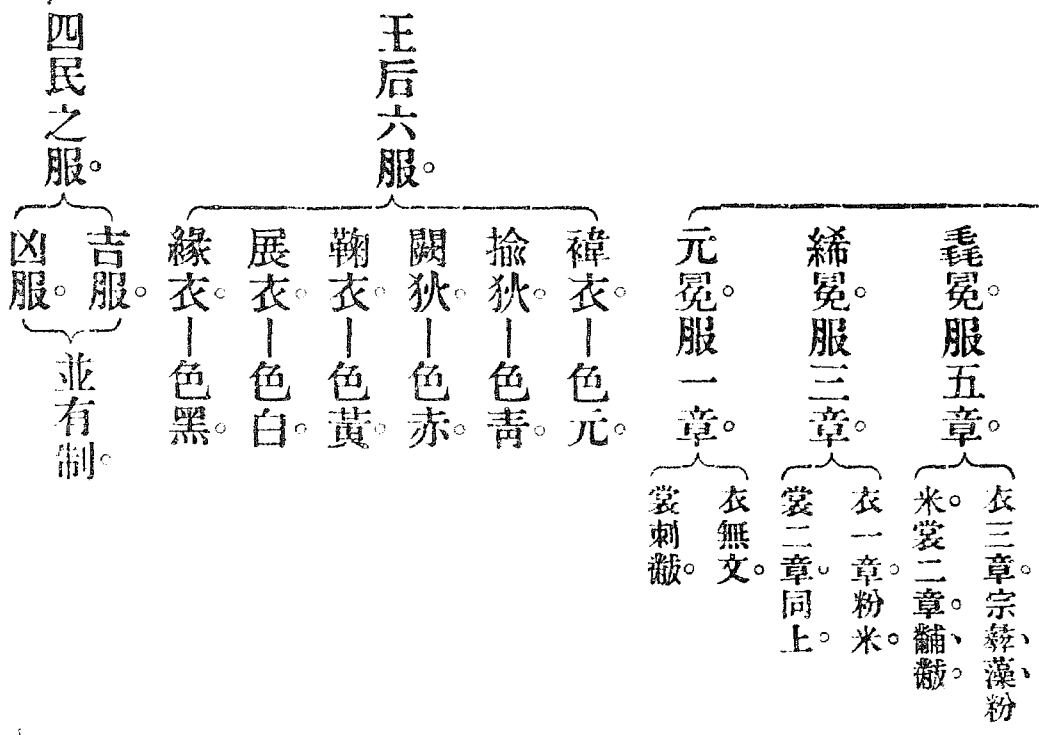 毳冕服五章。
衣三章。宗彝、藻、粉
米。裳二章。黼、黻。
絺冕。服三章。
衣一章。粉米。
裳二章。同上。
元。冕。服一章。
衣無文。
裳刺黻。
王后六服。
褘衣。—色元。
揄狄。—色靑。
闕狄。—色赤。
鞠衣。—色黃。
展衣。—色白。
緣衣。—色黑。
四民之服。
吉服。
凶服。
並有制。